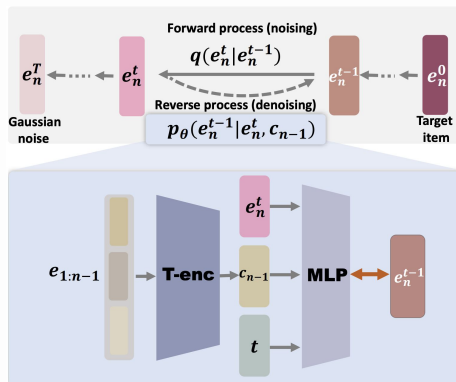 Forward process (noising)
q(e_n^t|e_n^{t-1})
e_n^T
e_n^t
e_n^{t-1}
e_n^0
Gaussian noise
Reverse process (denoising)
Target item
p_θ(e_n^{t-1}|e_n^t, c_{n-1})
e_n^t
e_{1:n-1}
T-enc
c_{n-1}
MLP
e_n^{t-1}
t